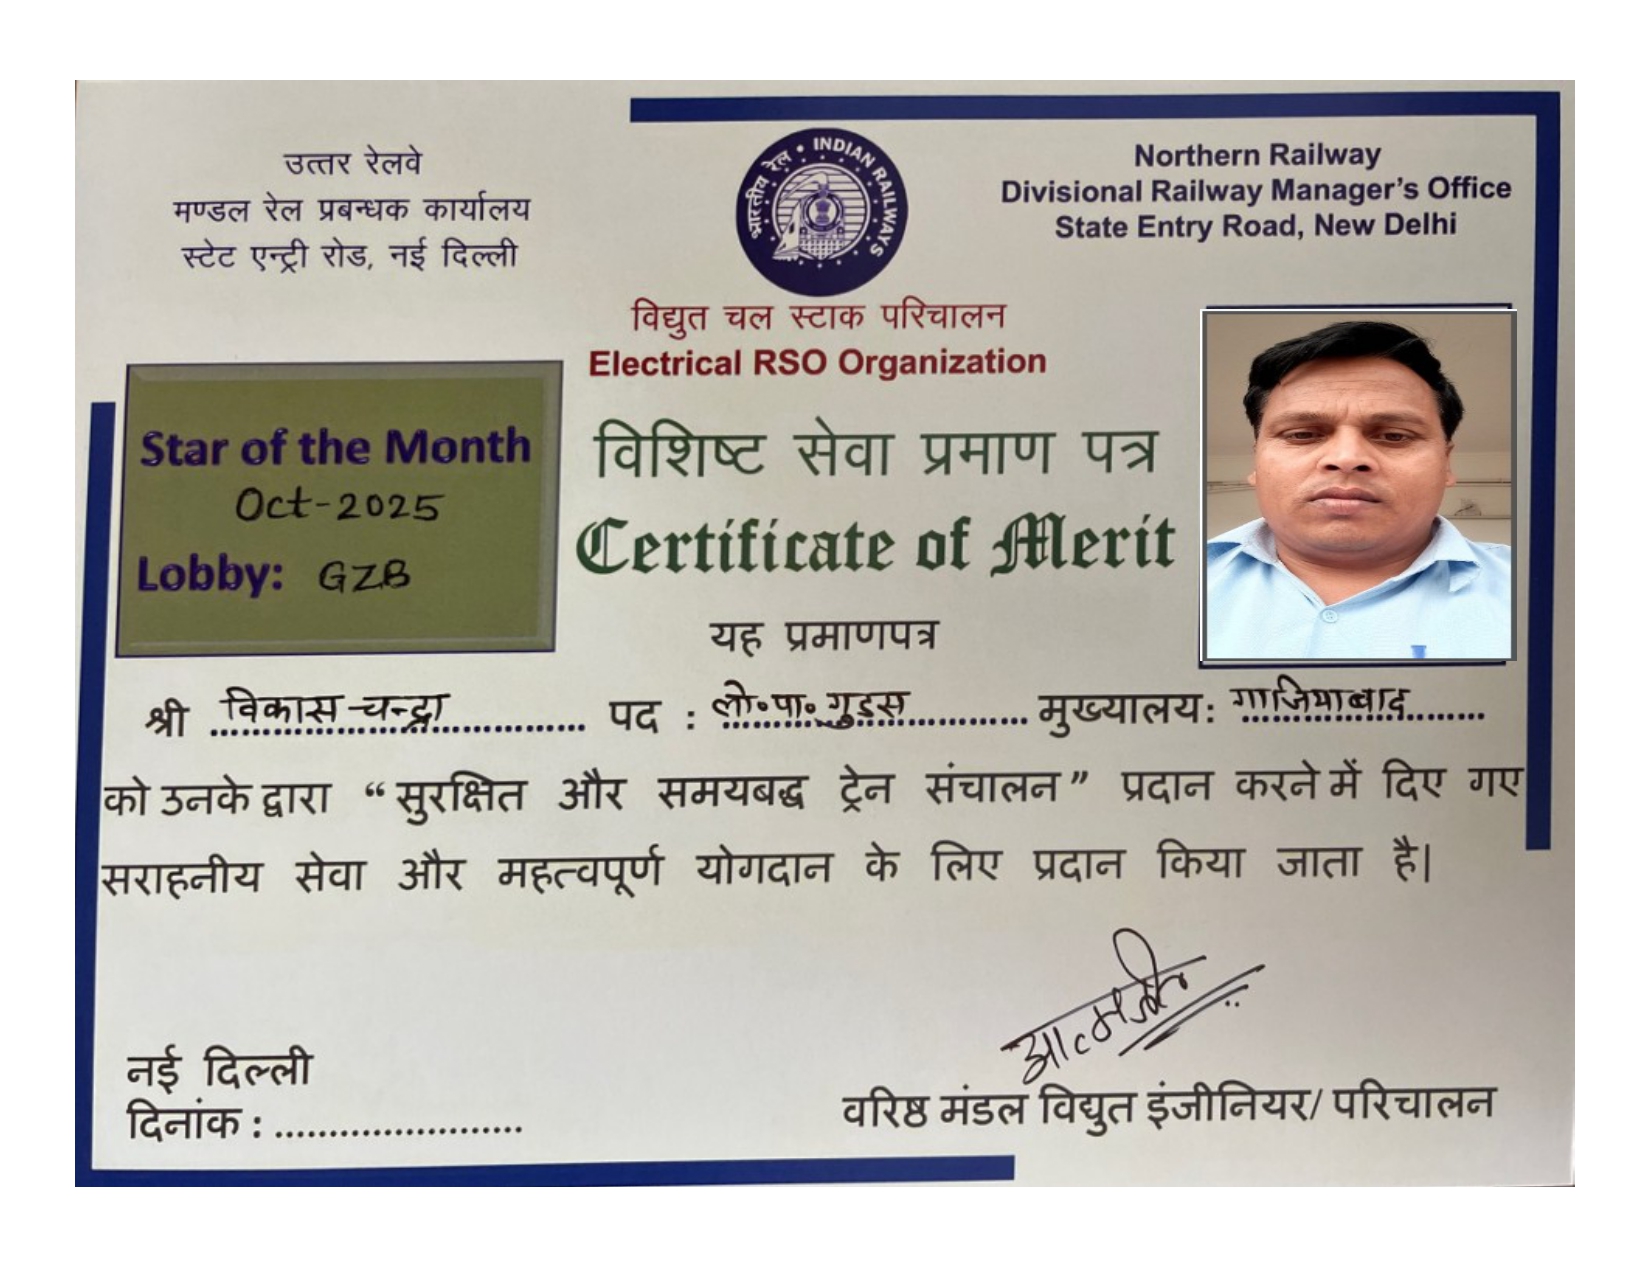 उत्तर रेलवे
मण्डल रेल प्रबन्धक कार्यालय
स्टेट एन्ट्री रोड, नई दिल्ली
भारतीय रेल • INDIAN RAILWAYS
Northern Railway
Divisional Railway Manager's Office
State Entry Road, New Delhi
विद्युत चल स्टाक परिचालन
Electrical RSO Organization
Star of the Month
Oct-2025
Lobby: GZB
विशिष्ट सेवा प्रमाण पत्र
Certificate of Merit
यह प्रमाणपत्र
श्री विकास चन्द्रा पद : लो॰पा॰ गुड्स मुख्यालय: गाजियाबाद
को उनके द्वारा “ सुरक्षित और समयबद्ध ट्रेन संचालन ” प्रदान करने में दिए गए
सराहनीय सेवा और महत्वपूर्ण योगदान के लिए प्रदान किया जाता है|
नई दिल्ली
दिनांक : .......................
वरिष्ठ मंडल विद्युत इंजीनियर/ परिचालन